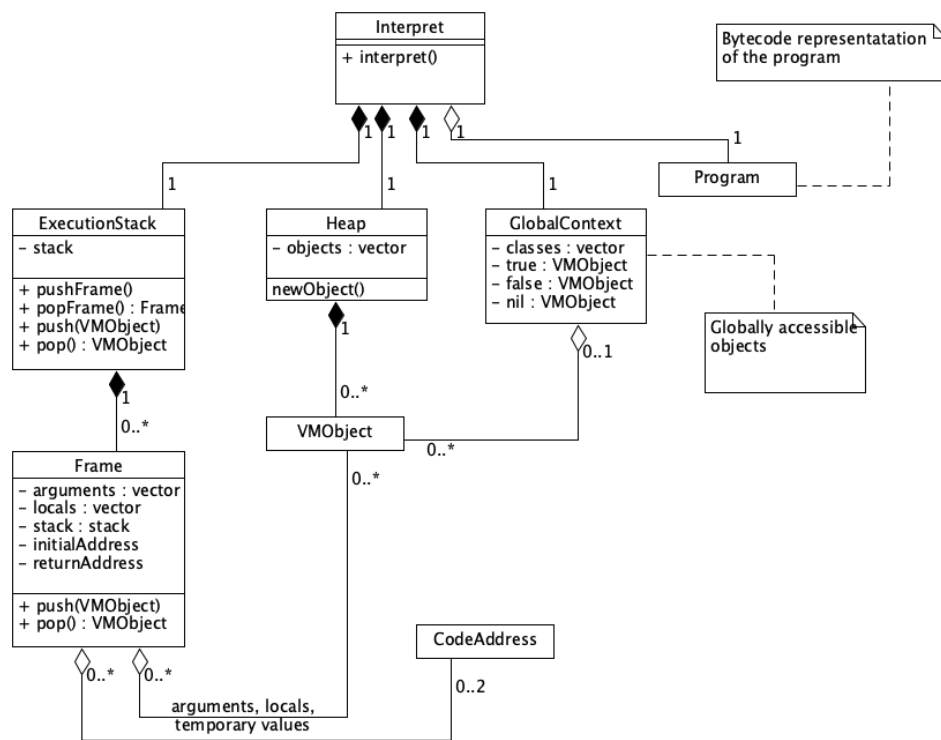 Interpret
+ interpret()
Bytecode representatation
of the program
1
1
1
1
1
1
1
1
Program
ExecutionStack
- stack
+ pushFrame()
+ popFrame() : Frame
+ push(VMObject)
+ pop() : VMObject
Heap
- objects : vector
newObject()
GlobalContext
- classes : vector
- true : VMObject
- false : VMObject
- nil : VMObject
Globally accessible
objects
1
0..*
1
0..*
0..1
0..*
VMObject
0..*
Frame
- arguments : vector
- locals : vector
- stack : stack
- initialAddress
- returnAddress
+ push(VMObject)
+ pop() : VMObject
CodeAddress
0..*
0..*
0..2
arguments, locals,
temporary values